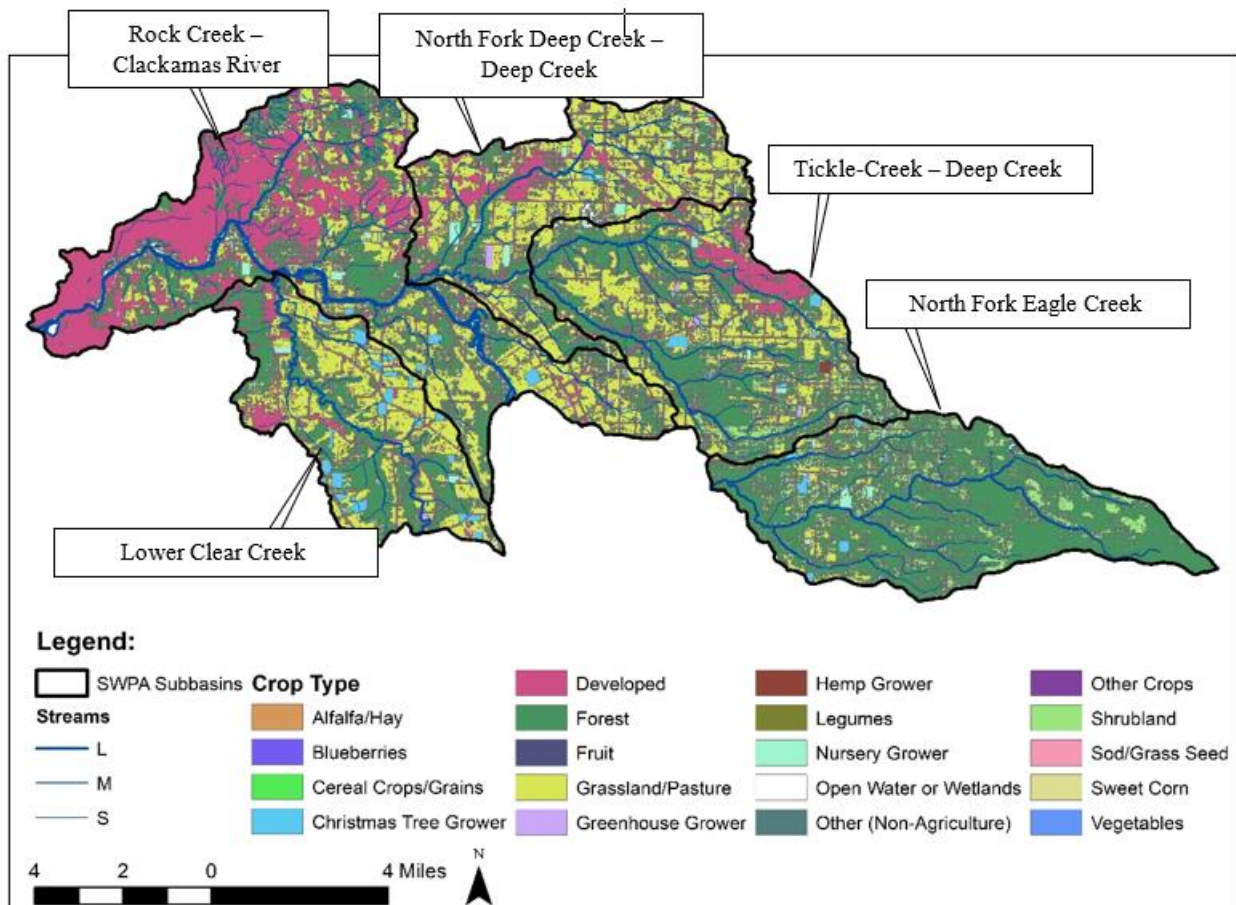 Rock Creek –
Clackamas River
North Fork Deep Creek –
Deep Creek
Tickle-Creek – Deep Creek
North Fork Eagle Creek
Lower Clear Creek
Legend:
SWPA Subbasins
Streams
L
M
S
Crop Type
Alfalfa/Hay
Blueberries
Cereal Crops/Grains
Christmas Tree Grower
Developed
Forest
Fruit
Grassland/Pasture
Greenhouse Grower
Hemp Grower
Legumes
Nursery Grower
Open Water or Wetlands
Other (Non-Agriculture)
Other Crops
Shrubland
Sod/Grass Seed
Sweet Corn
Vegetables
4 2 0 4 Miles
N